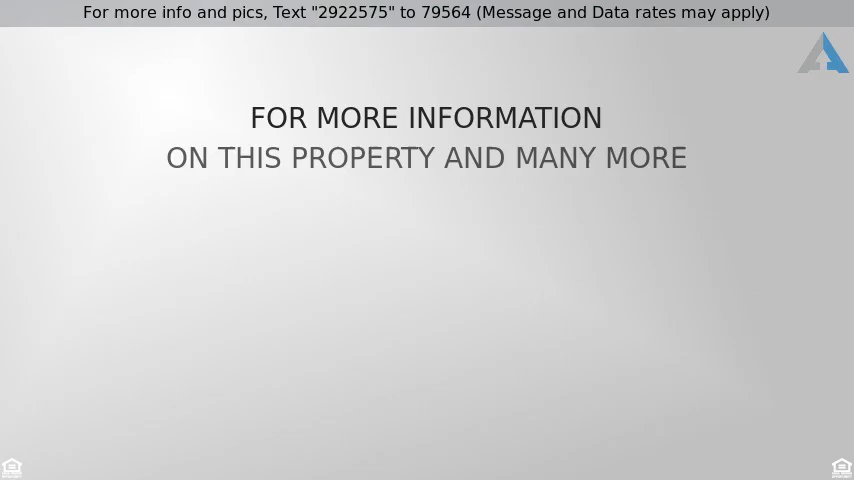 For more info and pics, Text "2922575" to 79564 (Message and Data rates may apply)
FOR MORE INFORMATION
ON THIS PROPERTY AND MANY MORE